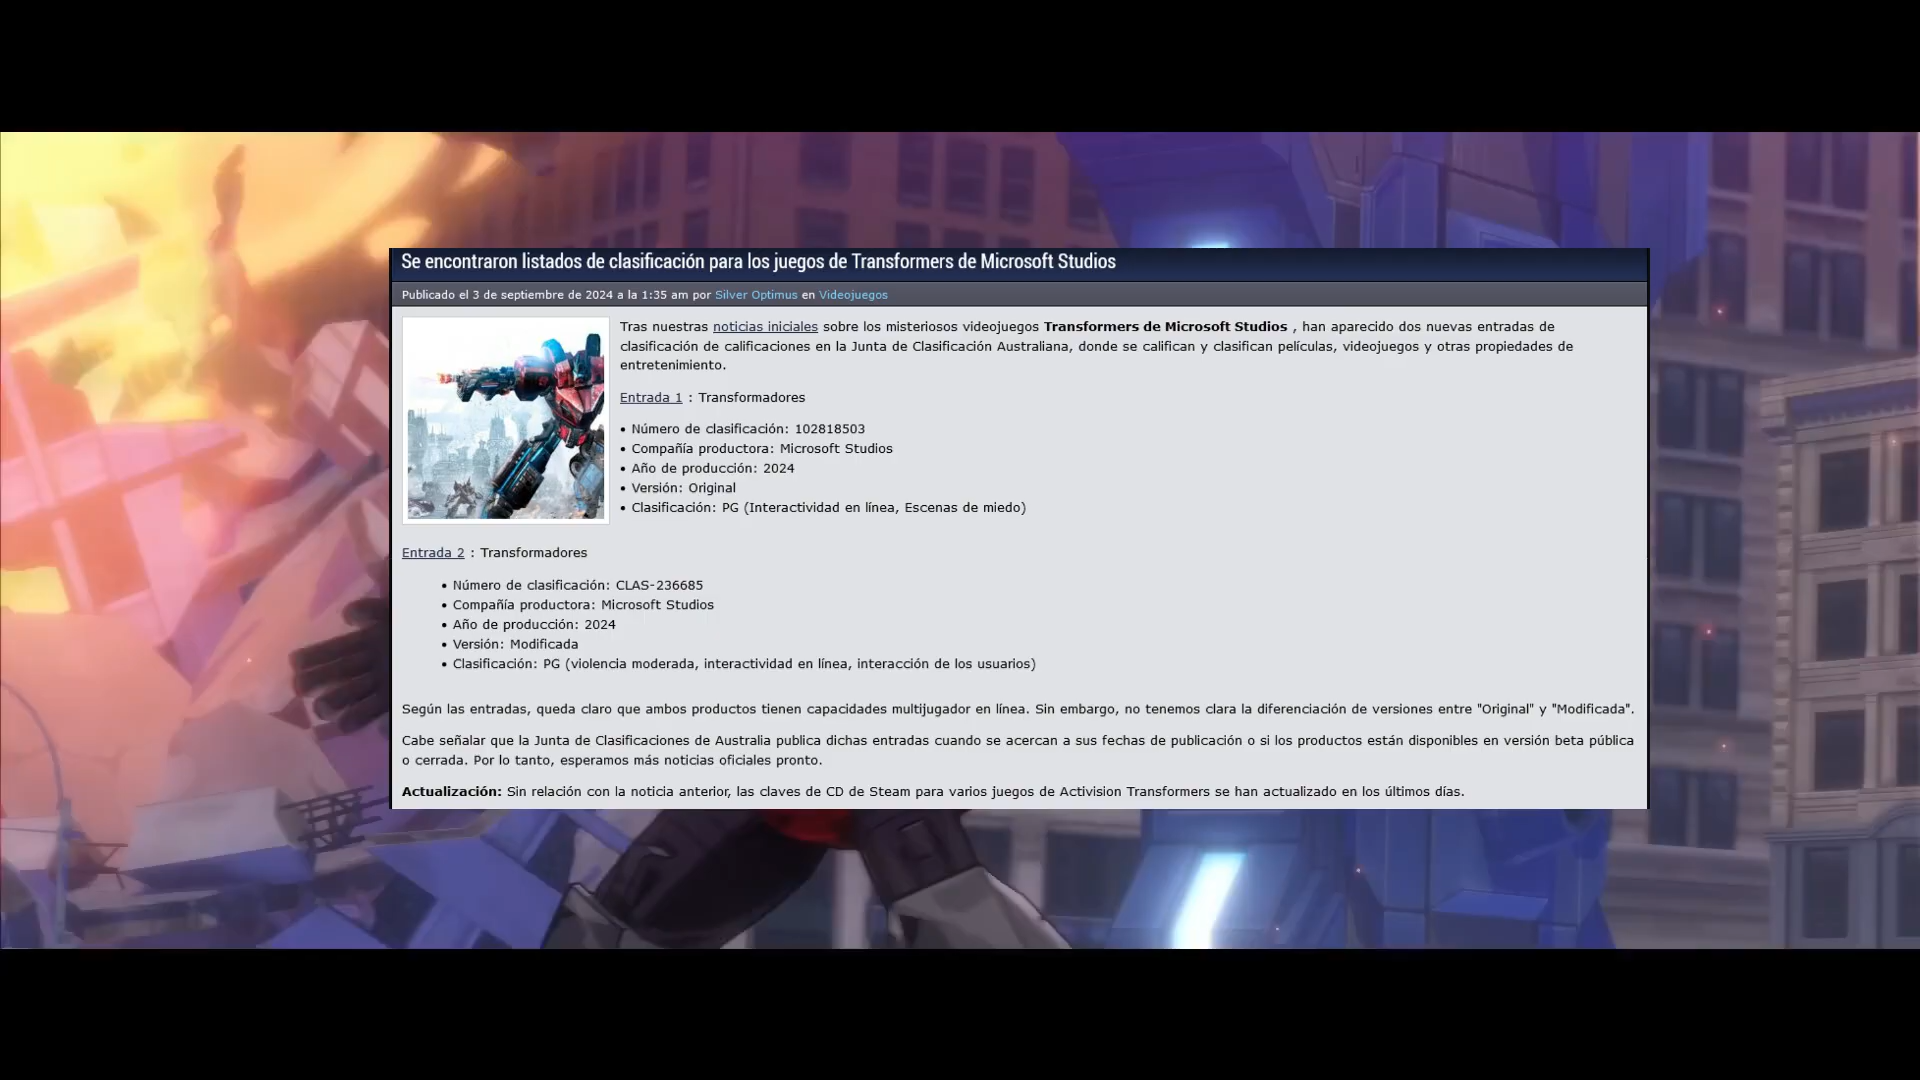 Se encontraron listados de clasificación para los juegos de Transformers de Microsoft Studios
Publicado el 3 de septiembre de 2024 a la 1:35 am por Silver Optimus en Videojuegos
Tras nuestras noticias iniciales sobre los misteriosos videojuegos Transformers de Microsoft Studios , han aparecido dos nuevas entradas de
clasificación de calificaciones en la Junta de Clasificación Australiana, donde se califican y clasifican películas, videojuegos y otras propiedades de
entretenimiento.
Entrada 1 : Transformadores
• Número de clasificación: 102818503
• Compañía productora: Microsoft Studios
• Año de producción: 2024
• Versión: Original
• Clasificación: PG (Interactividad en línea, Escenas de miedo)
Entrada 2 : Transformadores
• Número de clasificación: CLAS-236685
• Compañía productora: Microsoft Studios
• Año de producción: 2024
• Versión: Modificada
• Clasificación: PG (violencia moderada, interactividad en línea, interacción de los usuarios)
Según las entradas, queda claro que ambos productos tienen capacidades multijugador en línea. Sin embargo, no tenemos clara la diferenciación de versiones entre "Original" y "Modificada".
Cabe señalar que la Junta de Clasificaciones de Australia publica dichas entradas cuando se acercan a sus fechas de publicación o si los productos están disponibles en versión beta pública
o cerrada. Por lo tanto, esperamos más noticias oficiales pronto.
Actualización: Sin relación con la noticia anterior, las claves de CD de Steam para varios juegos de Activision Transformers se han actualizado en los últimos días.